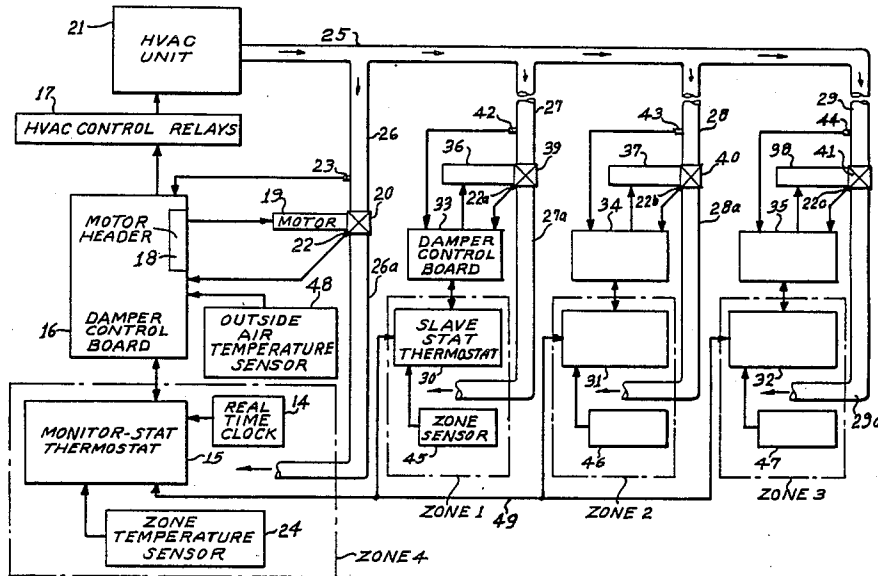 21
HVAC
UNIT
25
17
HVAC CONTROL RELAYS
26
42
27
43
28
29
44
23
36
39
37
40
38
41
MOTOR
HEADER
18
19
MOTOR
20
22
22a
22b
22c
33
34
35
DAMPER
CONTROL
BOARD
27a
28a
26a
16
DAMPER
CONTROL
BOARD
48
OUTSIDE
AIR
TEMPERATURE
SENSOR
SLAVE
STAT
THERMOSTAT
30
31
32
29a
REAL
TIME
CLOCK
14
MONITOR-STAT
THERMOSTAT
15
ZONE
SENSOR
45
46
47
ZONE 1
49
ZONE 2
ZONE 3
ZONE
TEMPERATURE
SENSOR
24
ZONE 4